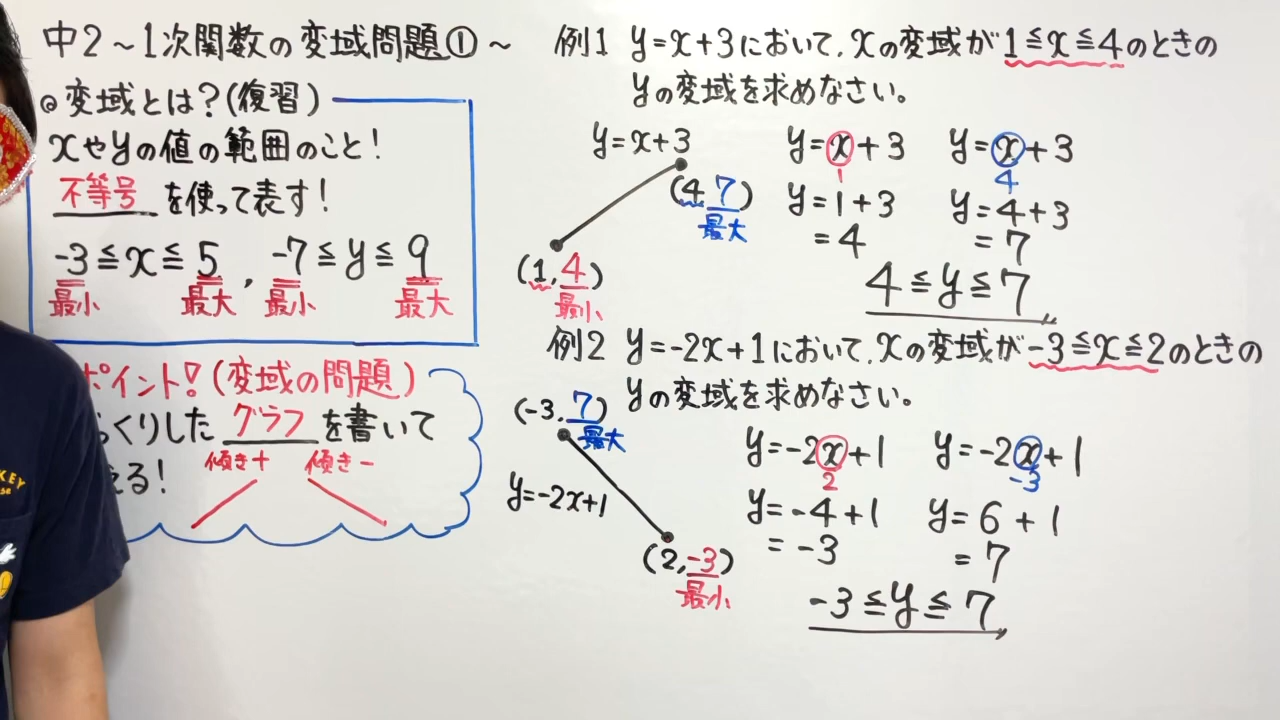 中2～1次関数の変域問題①～
◎変域とは?(復習)
xやyの値の範囲のこと!
不等号を使って表す!
-3≦x≦5, -7≦y≦9
最小 最大 最小 最大
ポイント!(変域の問題)
くりしたグラフを書いて
える!
傾き+ 傾き-
例1 y=x+3において、xの変域が1≦x≦4のときの
yの変域を求めなさい。
y=x+3
(4,7)
最大
(1,4)
最小
y=x+3
1
y=1+3
=4
y=x+3
4
y=4+3
=7
4≦y≦7
例2 y=-2x+1において、xの変域が-3≦x≦2のときの
yの変域を求めなさい。
(-3,7)
最大
y=-2x+1
(2,-3)
最小
y=-2x+1
2
y=-4+1
=-3
y=-2x+1
-3
y=6+1
=7
-3≦y≦7
KEY